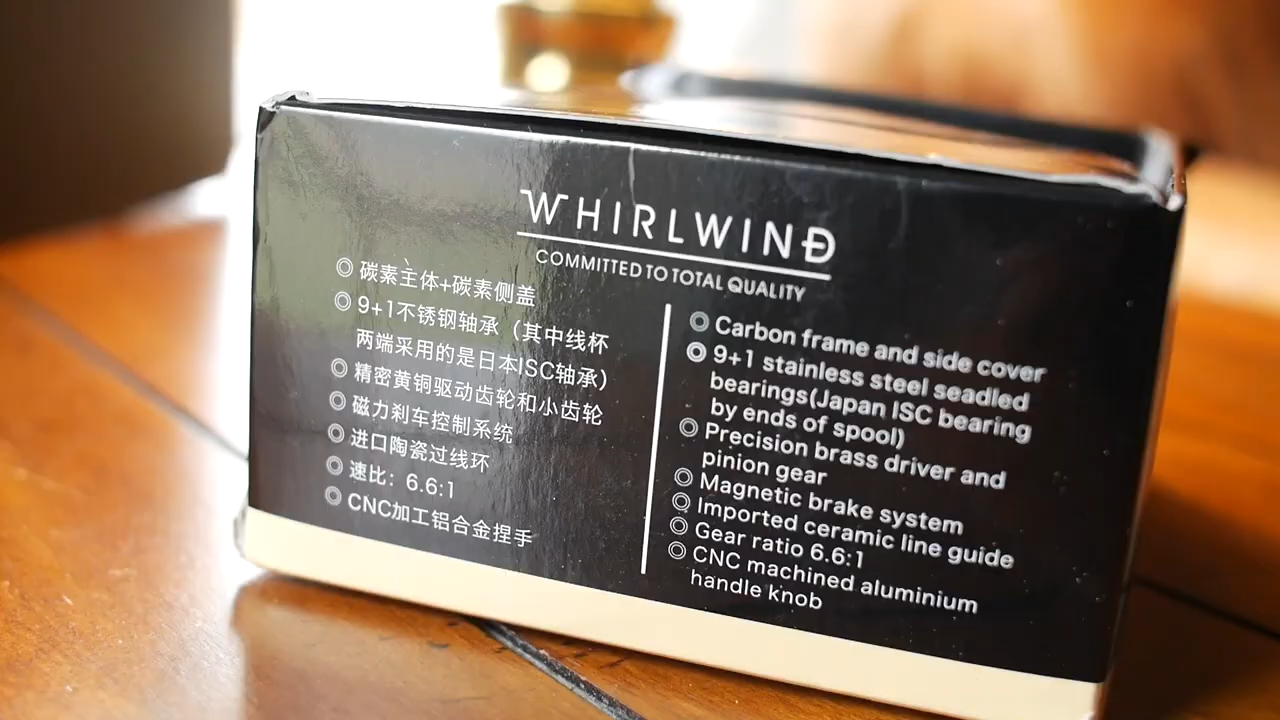 WHIRLWIND
COMMITTED TO TOTAL QUALITY
◎ 碳素主体+碳素侧盖
◎ 9+1不锈钢轴承（其中线杯
两端采用的是日本ISC轴承）
◎ 精密黄铜驱动齿轮和小齿轮
◎ 磁力刹车控制系统
◎ 进口陶瓷过线环
◎ 速比：6.6:1
◎ CNC加工铝合金捏手
◎ Carbon frame and side cover
◎ 9+1 stainless steel seadled
bearings(Japan ISC bearing
by ends of spool)
◎ Precision brass driver and
pinion gear
◎ Magnetic brake system
◎ Imported ceramic line guide
◎ Gear ratio 6.6:1
◎ CNC machined aluminium
handle knob